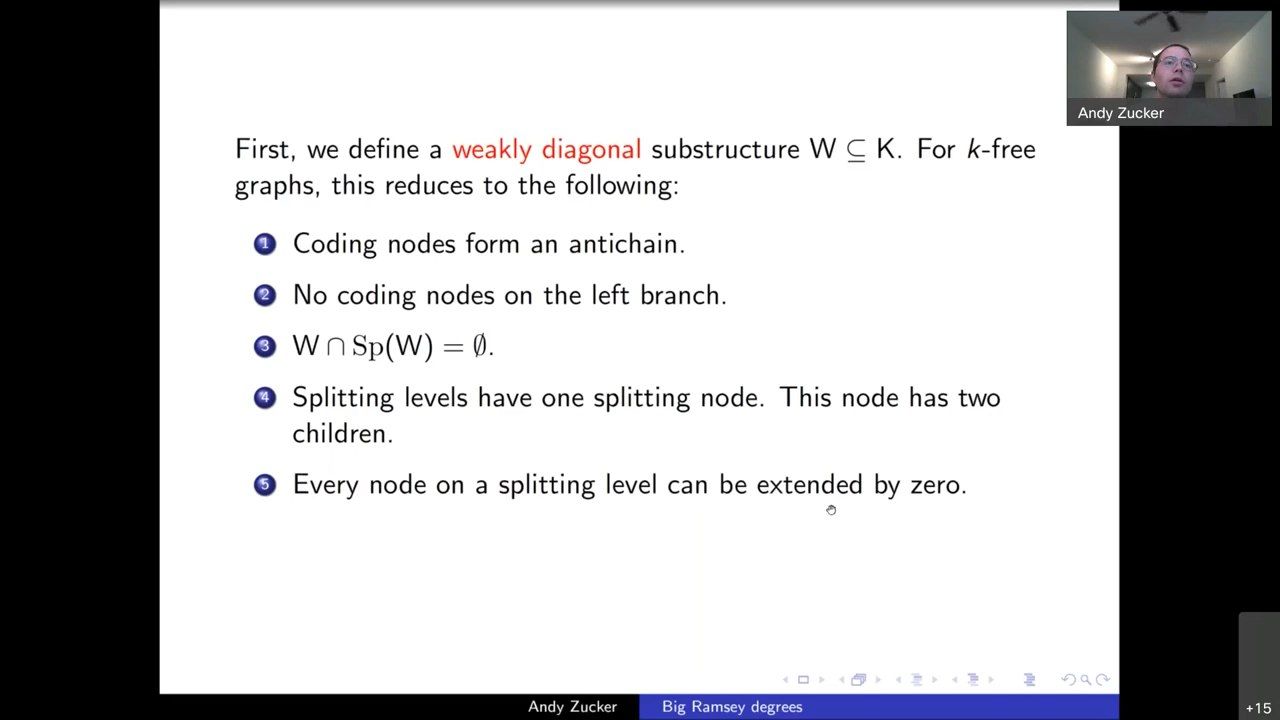 Andy Zucker
First, we define a weakly diagonal substructure W ⊆ K. For k-free
graphs, this reduces to the following:
1 Coding nodes form an antichain.
2 No coding nodes on the left branch.
3 W ∩ Sp(W) = ∅.
4 Splitting levels have one splitting node. This node has two
children.
5 Every node on a splitting level can be extended by zero.
Andy Zucker
Big Ramsey degrees
+15